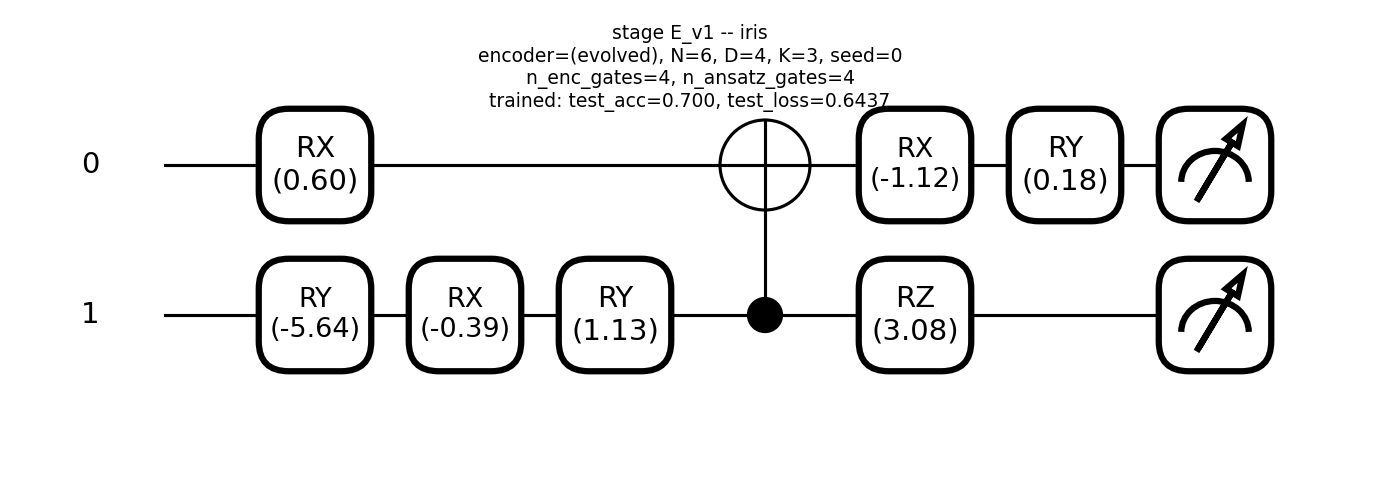 stage E_v1 -- iris
encoder=(evolved), N=6, D=4, K=3, seed=0
n_enc_gates=4, n_ansatz_gates=4
trained: test_acc=0.700, test_loss=0.6437
0
RX
(0.60)
RX
(-1.12)
RY
(0.18)
1
RY
(-5.64)
RX
(-0.39)
RY
(1.13)
RZ
(3.08)